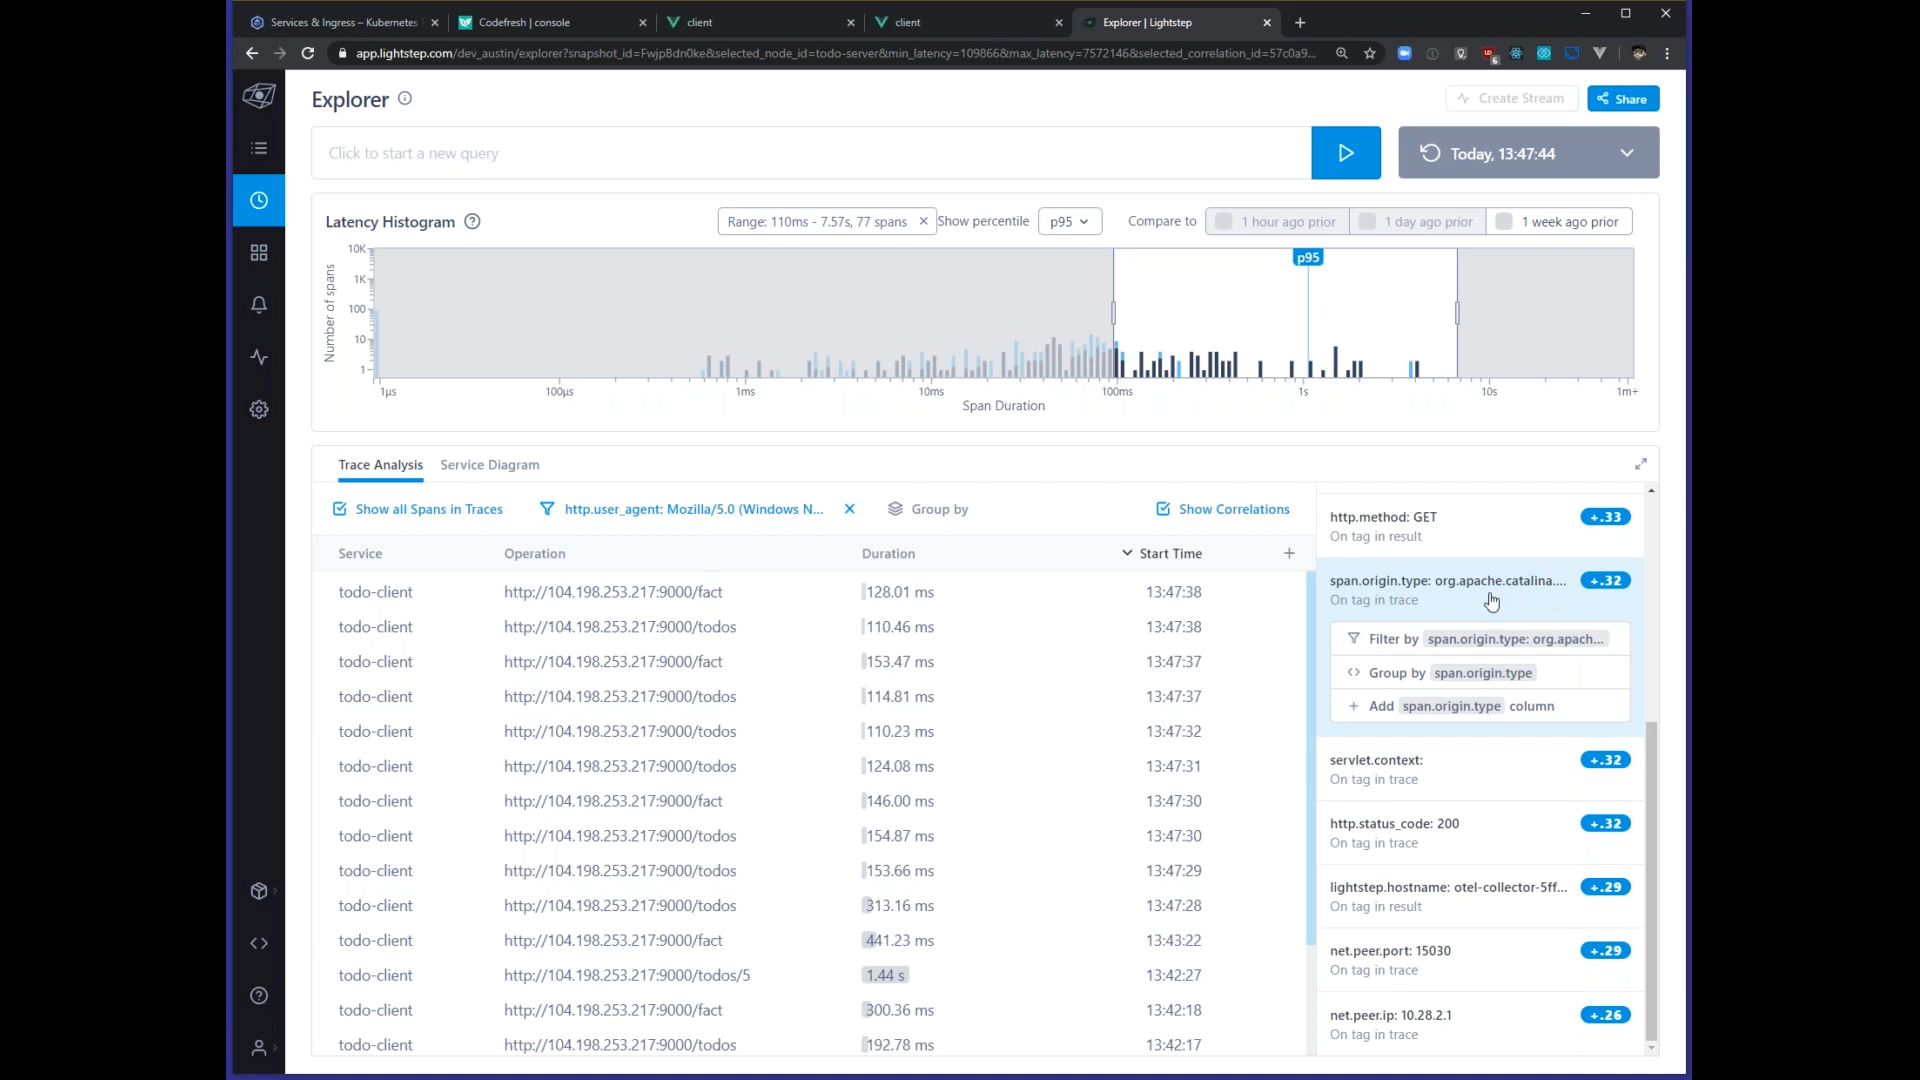 Services & Ingress – Kubernetes
Codefresh | console
client
client
Explorer | Lightstep
app.lightstep.com/dev_austin/explorer?snapshot_id=FwjpBdn0ke&selected_node_id=todo-server&min_latency=109866&max_latency=7572146&selected_correlation_id=57c0a9...
6
Explorer
Create Stream
Share
Click to start a new query
Today, 13:47:44
Latency Histogram
Range: 110ms - 7.57s, 77 spans
Show percentile
p95
Compare to
1 hour ago prior
1 day ago prior
1 week ago prior
Number of spans
10K
1K
100
10
1
p95
1µs
100µs
1ms
10ms
100ms
1s
10s
1m+
Span Duration
Trace Analysis
Service Diagram
Show all Spans in Traces
http.user_agent: Mozilla/5.0 (Windows N...
Group by
Show Correlations
Service Operation Duration Start Time
todo-client http://104.198.253.217:9000/fact 128.01 ms 13:47:38
todo-client http://104.198.253.217:9000/todos 110.46 ms 13:47:38
todo-client http://104.198.253.217:9000/fact 153.47 ms 13:47:37
todo-client http://104.198.253.217:9000/todos 114.81 ms 13:47:37
todo-client http://104.198.253.217:9000/todos 110.23 ms 13:47:32
todo-client http://104.198.253.217:9000/todos 124.08 ms 13:47:31
todo-client http://104.198.253.217:9000/fact 146.00 ms 13:47:30
todo-client http://104.198.253.217:9000/todos 154.87 ms 13:47:30
todo-client http://104.198.253.217:9000/todos 153.66 ms 13:47:29
todo-client http://104.198.253.217:9000/todos 313.16 ms 13:47:28
todo-client http://104.198.253.217:9000/fact 441.23 ms 13:43:22
todo-client http://104.198.253.217:9000/todos/5 1.44 s 13:42:27
todo-client http://104.198.253.217:9000/fact 300.36 ms 13:42:18
todo-client http://104.198.253.217:9000/todos 192.78 ms 13:42:17
http.method: GET +.33
On tag in result
span.origin.type: org.apache.catalina.... +.32
On tag in trace
Filter by span.origin.type: org.apach...
Group by span.origin.type
Add span.origin.type column
servlet.context: +.32
On tag in trace
http.status_code: 200 +.32
On tag in trace
lightstep.hostname: otel-collector-5ff... +.29
On tag in result
net.peer.port: 15030 +.29
On tag in trace
net.peer.ip: 10.28.2.1 +.26
On tag in trace